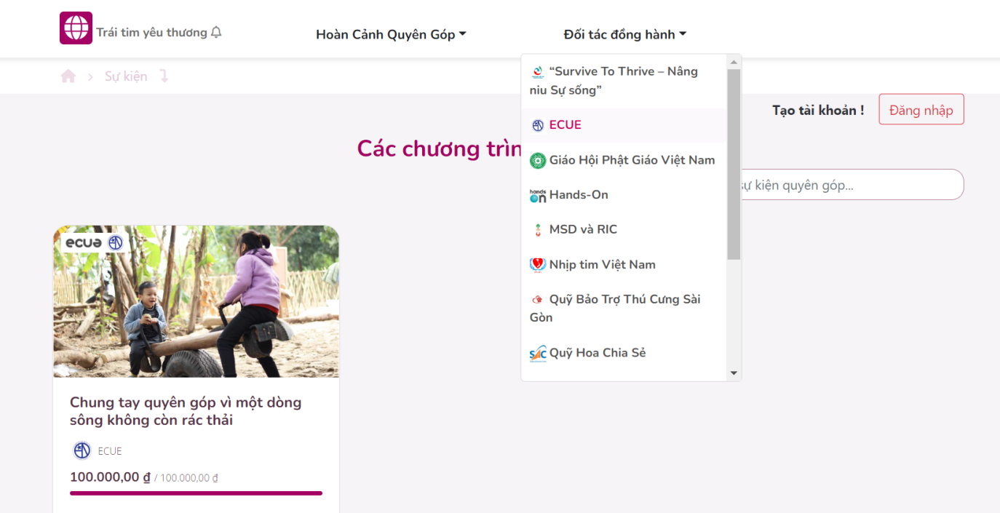 Trái tim yêu thương
Hoàn Cảnh Quyên Góp
Đối tác đồng hành
Sự kiện
“Survive To Thrive – Nâng
niu Sự sống”
ECUE
Giáo Hội Phật Giáo Việt Nam
hands on
Hands-On
MSD và RIC
Nhịp tim Việt Nam
Quỹ Bảo Trợ Thú Cưng Sài
Gòn
SAC
Quỹ Hoa Chia Sẻ
Tạo tài khoản !
Đăng nhập
Các chương trìn
sự kiện quyên góp...
ecue
Chung tay quyên góp vì một dòng
sông không còn rác thải
ECUE
100.000,00 ₫ / 100.000,00 ₫